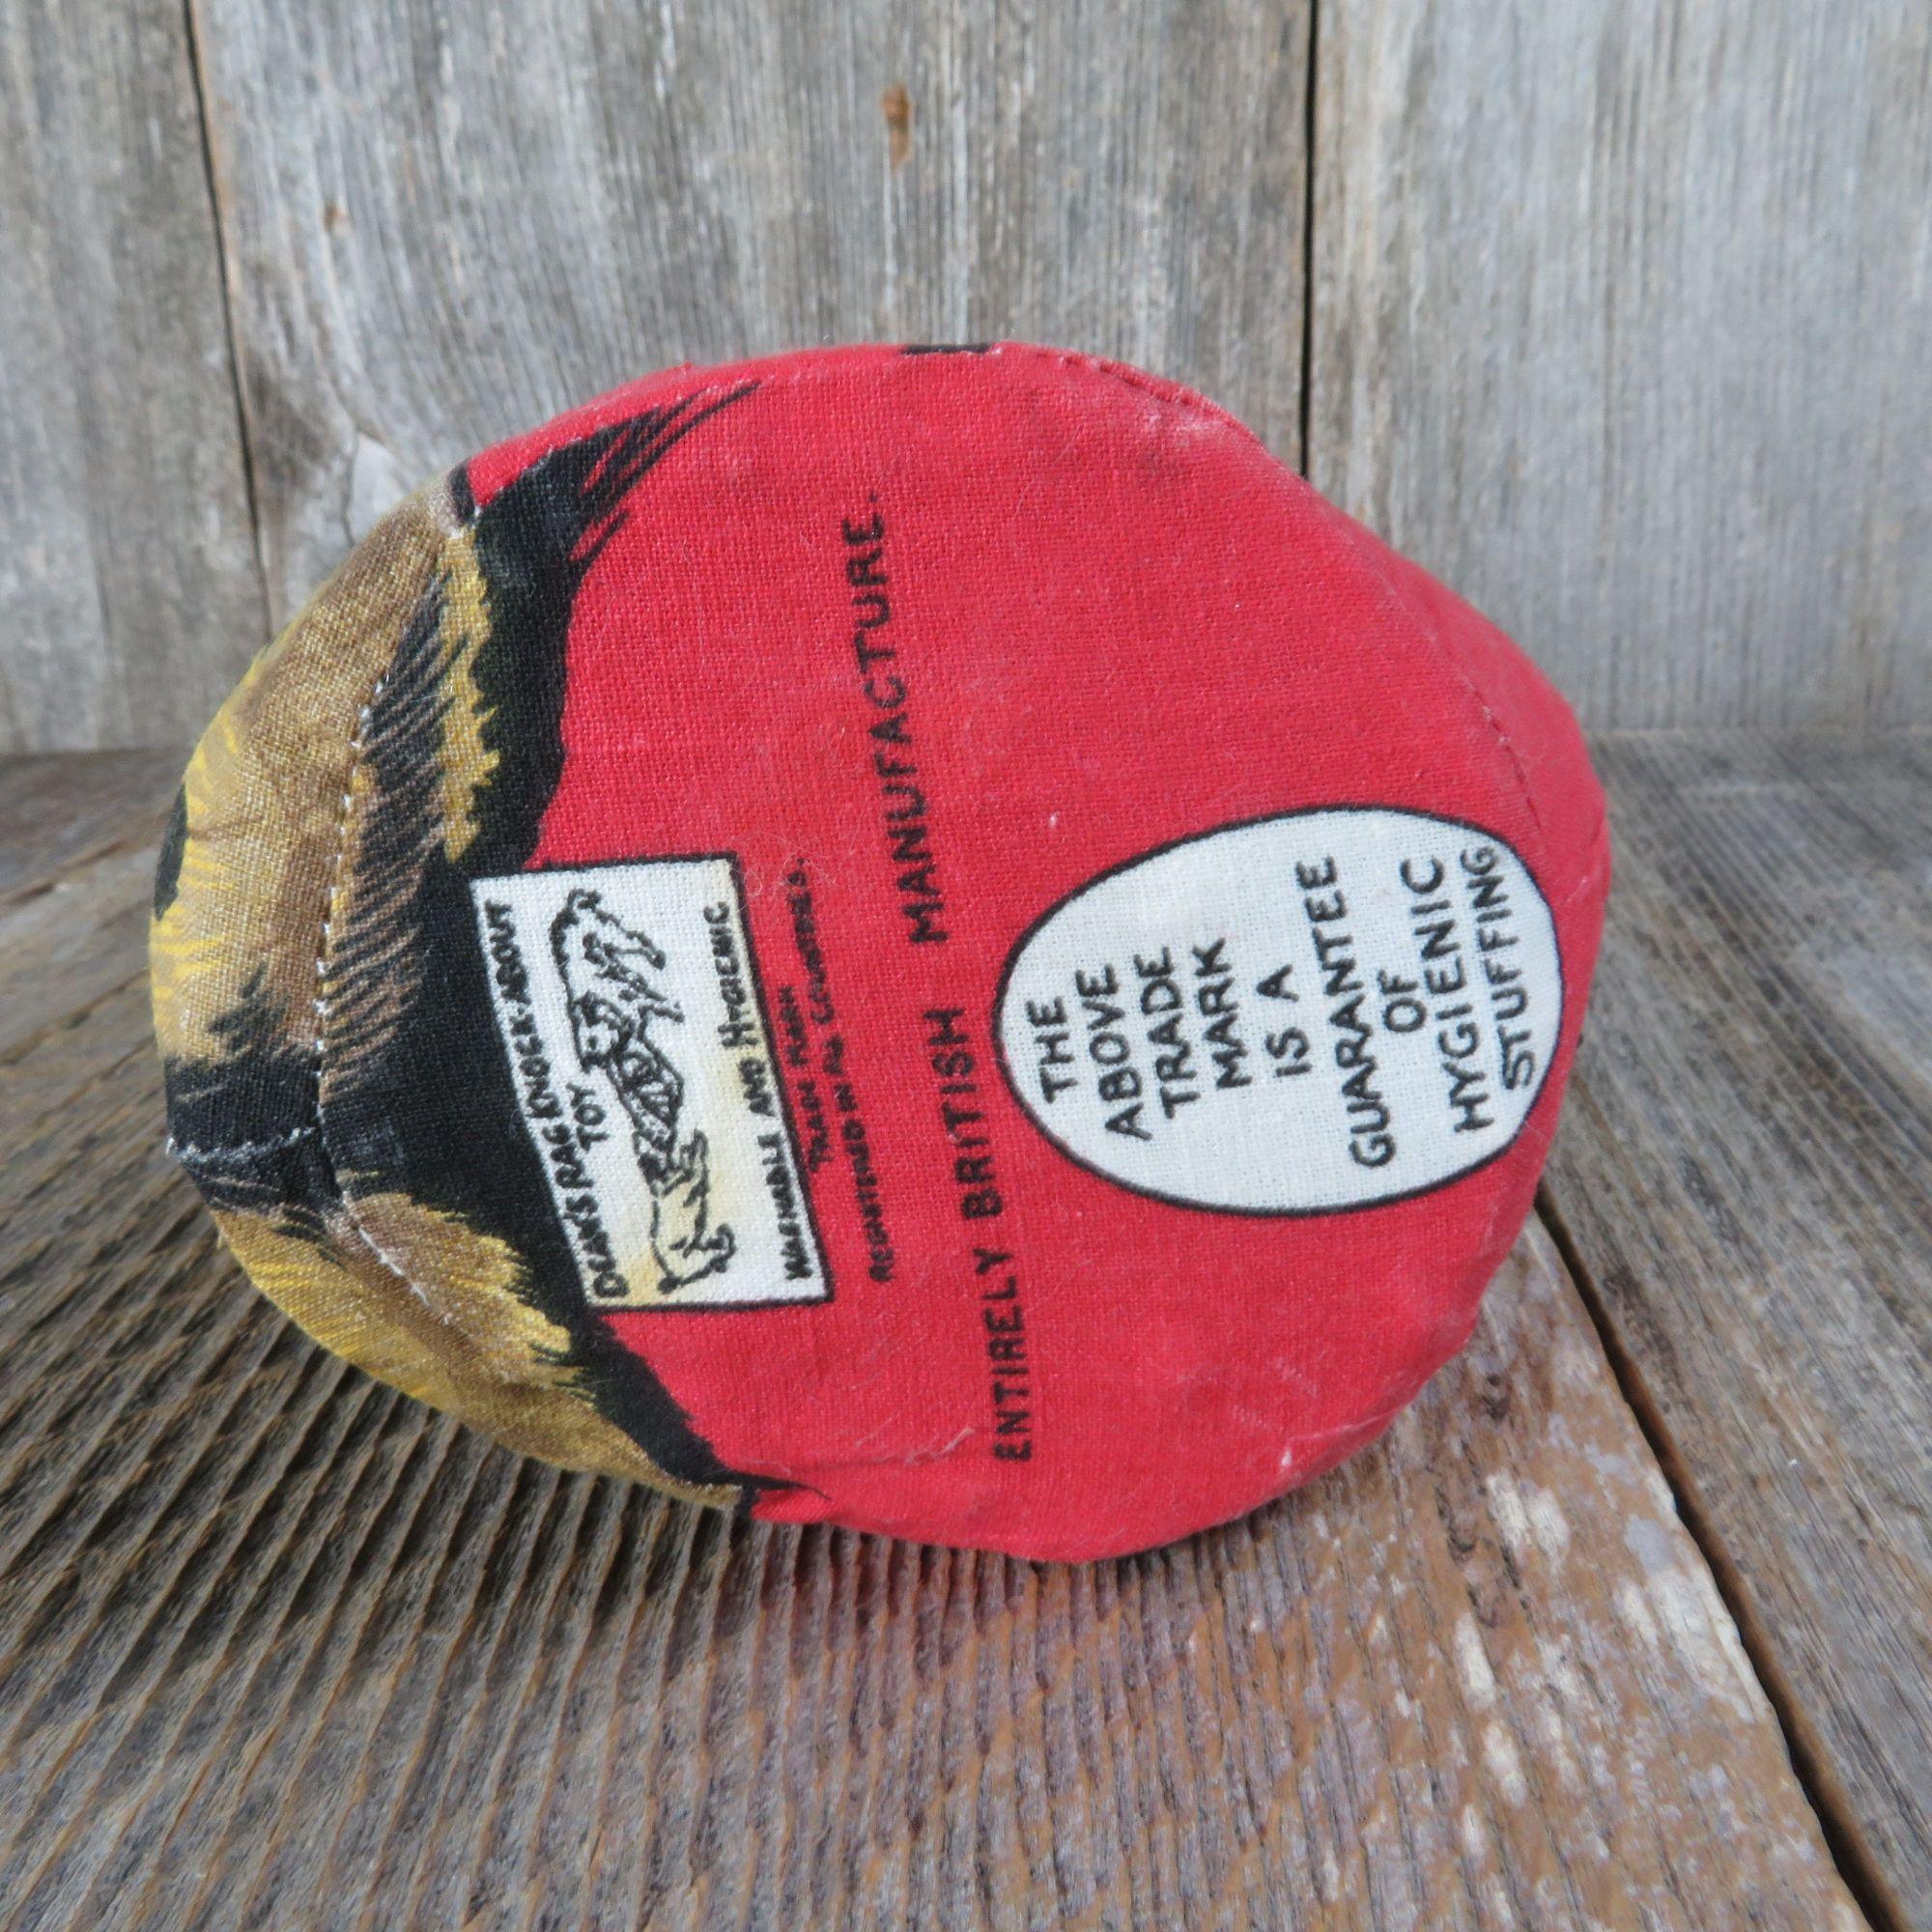 DEAN'S RAG KNOCK-ABOUT
TOY
WASHABLE AND HYGIENIC
TRADE MARK
REGISTERED IN ALL COUNTRIES.
ENTIRELY BRITISH MANUFACTURE.
THE
ABOVE
TRADE
MARK
IS A
GUARANTEE
OF
HYGIENIC
STUFFING